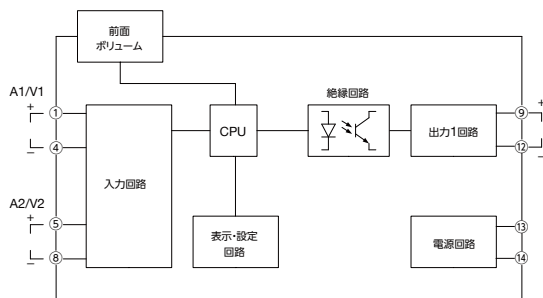 前面
ボリューム
A1/V1
+
①
−
④
A2/V2
+
⑤
−
⑧
入力回路
CPU
表示・設定
回路
絶縁回路
出力1回路
⑨
+
⑫
−
電源回路
⑬
⑭